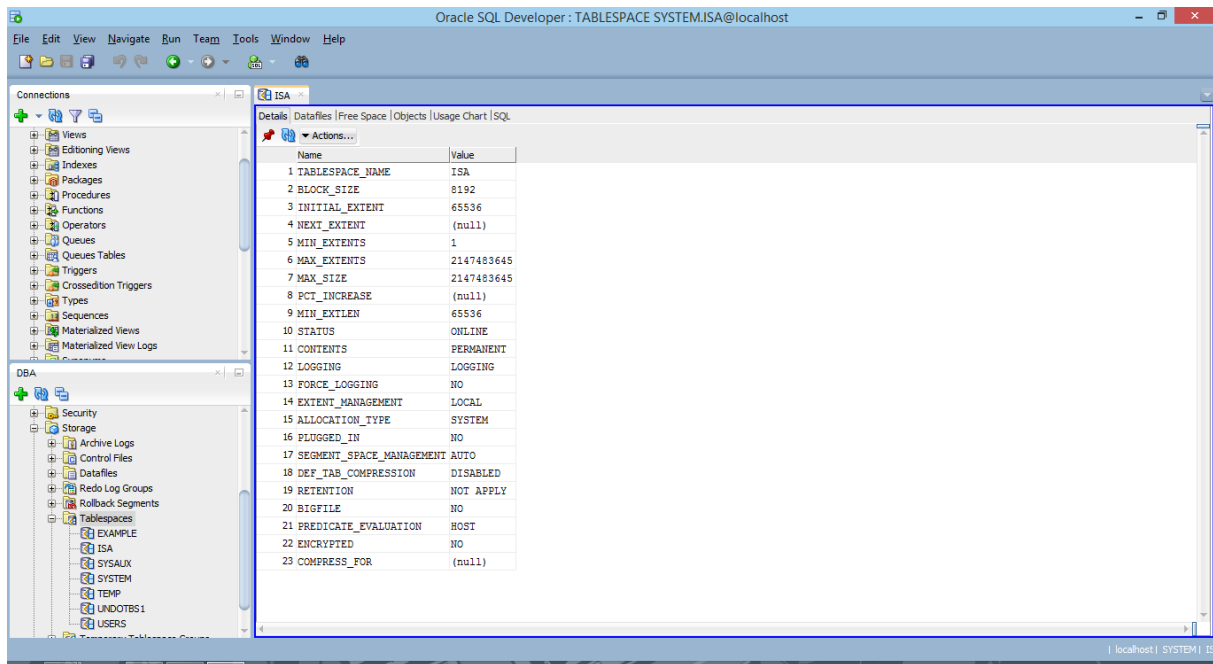 Oracle SQL Developer : TABLESPACE SYSTEM.ISA@localhost
File Edit View Navigate Run Team Tools Window Help
Connections
Views
Editioning Views
Indexes
Packages
Procedures
Functions
Operators
Queues
Queues Tables
Triggers
Crossedition Triggers
Types
Sequences
Materialized Views
Materialized View Logs
Synonyms
DBA
Security
Storage
Archive Logs
Control Files
Datafiles
Redo Log Groups
Rollback Segments
Tablespaces
EXAMPLE
ISA
SYSAUX
SYSTEM
TEMP
UNDOTBS1
USERS
Temporary Tablespace Groups
ISA
Details Datafiles |Free Space |Objects |Usage Chart |SQL
Actions...
Name Value
1 TABLESPACE_NAME ISA
2 BLOCK_SIZE 8192
3 INITIAL_EXTENT 65536
4 NEXT_EXTENT (null)
5 MIN_EXTENTS 1
6 MAX_EXTENTS 2147483645
7 MAX_SIZE 2147483645
8 PCT_INCREASE (null)
9 MIN_EXTLEN 65536
10 STATUS ONLINE
11 CONTENTS PERMANENT
12 LOGGING LOGGING
13 FORCE_LOGGING NO
14 EXTENT_MANAGEMENT LOCAL
15 ALLOCATION_TYPE SYSTEM
16 PLUGGED_IN NO
17 SEGMENT_SPACE_MANAGEMENT AUTO
18 DEF_TAB_COMPRESSION DISABLED
19 RETENTION NOT APPLY
20 BIGFILE NO
21 PREDICATE_EVALUATION HOST
22 ENCRYPTED NO
23 COMPRESS_FOR (null)
| localhost | SYSTEM | IS